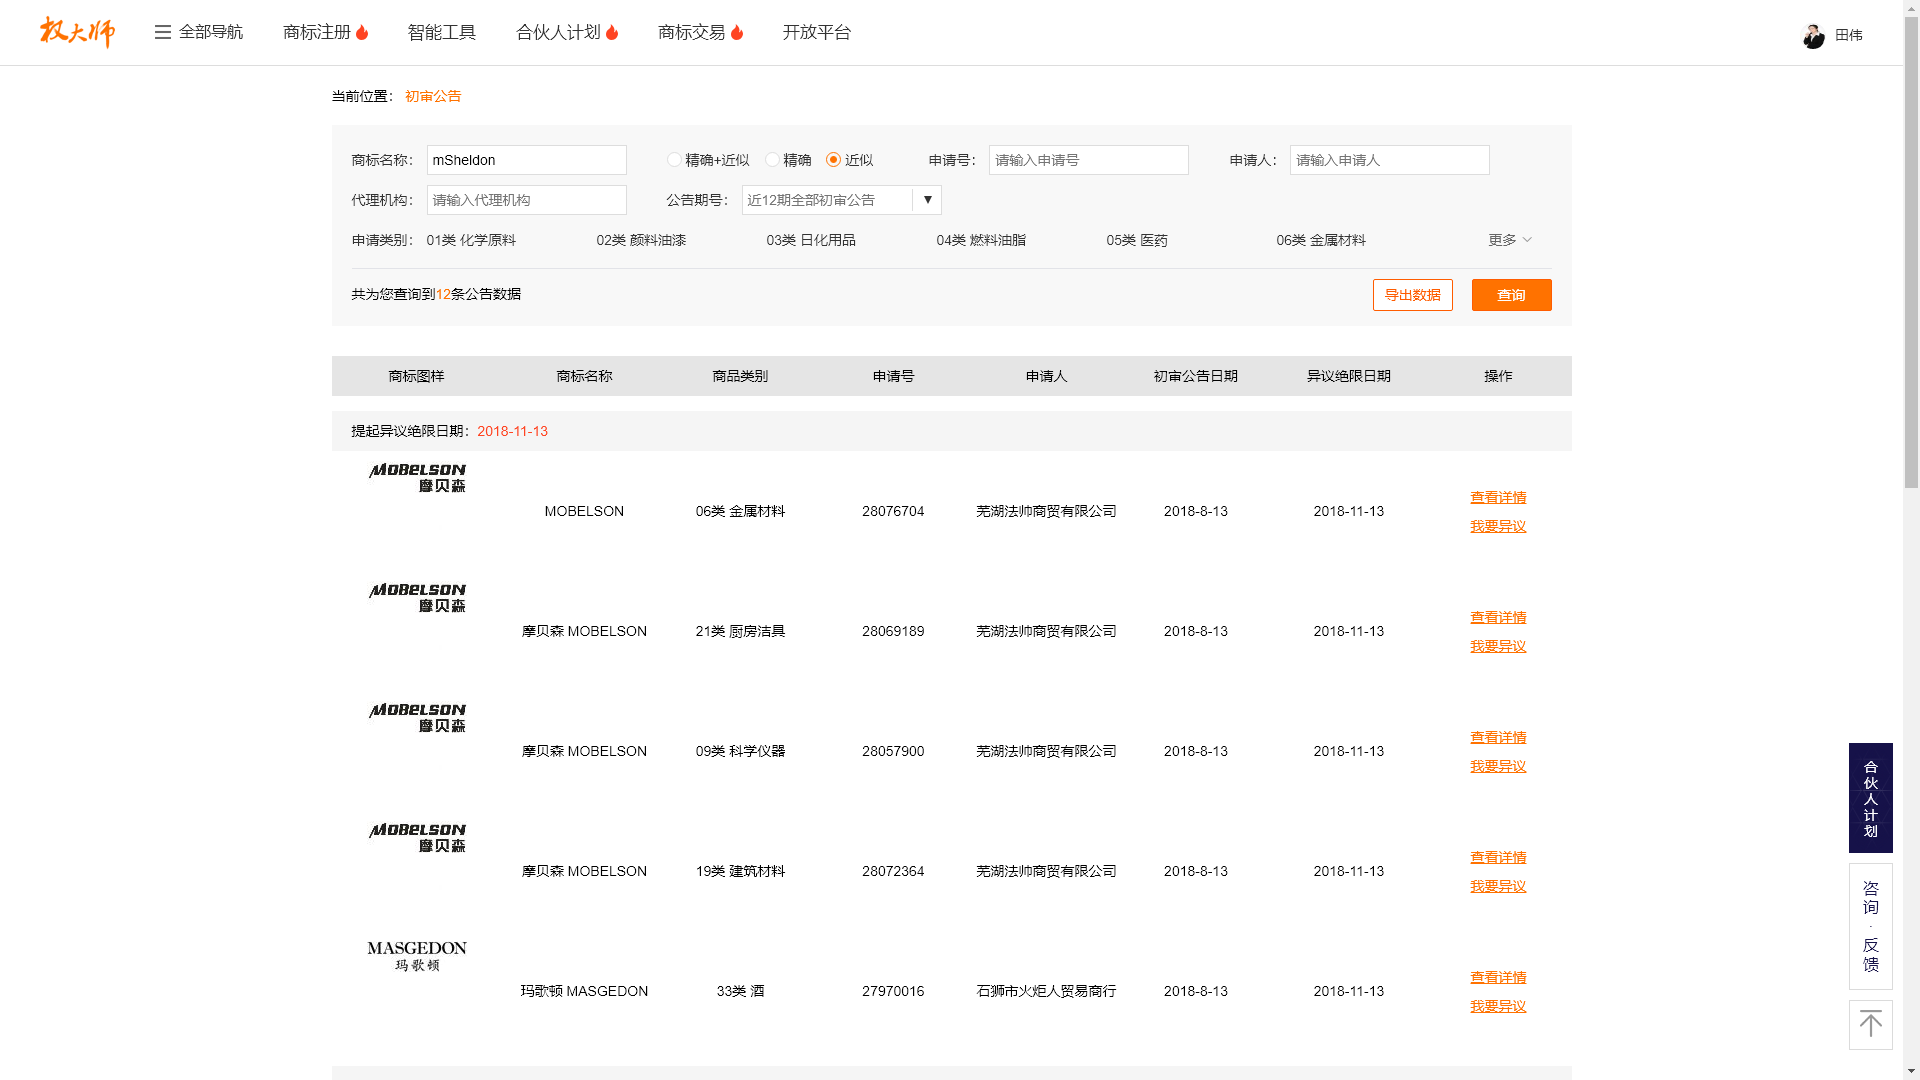 权大师 全部导航 商标注册 智能工具 合伙人计划 商标交易 开放平台 田伟
当前位置： 初审公告
商标名称： mSheldon 精确+近似 精确 近似 申请号： 请输入申请号 申请人： 请输入申请人
代理机构： 请输入代理机构 公告期号： 近12期全部初审公告 ▼
申请类别： 01类 化学原料 02类 颜料油漆 03类 日化用品 04类 燃料油脂 05类 医药 06类 金属材料 更多
共为您查询到12条公告数据 导出数据 查询
商标图样 商标名称 商品类别 申请号 申请人 初审公告日期 异议绝限日期 操作
提起异议绝限日期：2018-11-13
MOBELSON
摩贝森
MOBELSON 06类 金属材料 28076704 芜湖法帅商贸有限公司 2018-8-13 2018-11-13 查看详情
我要异议
MOBELSON
摩贝森
摩贝森 MOBELSON 21类 厨房洁具 28069189 芜湖法帅商贸有限公司 2018-8-13 2018-11-13 查看详情
我要异议
MOBELSON
摩贝森
摩贝森 MOBELSON 09类 科学仪器 28057900 芜湖法帅商贸有限公司 2018-8-13 2018-11-13 查看详情
我要异议
MOBELSON
摩贝森
摩贝森 MOBELSON 19类 建筑材料 28072364 芜湖法帅商贸有限公司 2018-8-13 2018-11-13 查看详情
我要异议
MASGEDON
玛歌顿
玛歌顿 MASGEDON 33类 酒 27970016 石狮市火炬人贸易商行 2018-8-13 2018-11-13 查看详情
我要异议
合伙人计划
咨询·反馈